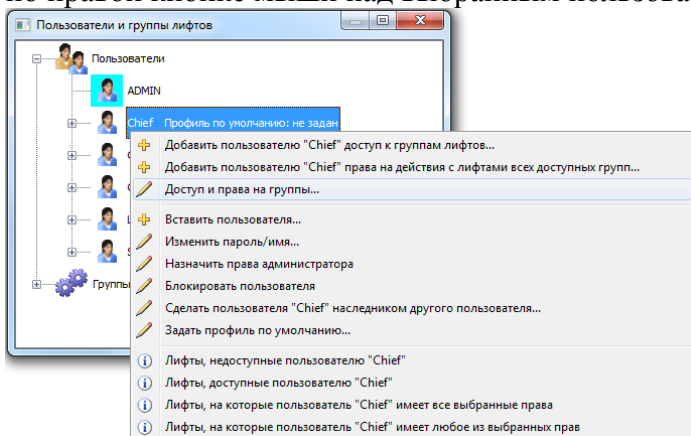 по правой кнопке мыши над выбранным пользова
Пользователи и группы лифтов
Пользователи
ADMIN
Chief Профиль по умолчанию: не задан
Группы
Добавить пользователю "Chief" доступ к группам лифтов...
Добавить пользователю "Chief" права на действия с лифтами всех доступных групп...
Доступ и права на группы...
Вставить пользователя...
Изменить пароль/имя...
Назначить права администратора
Блокировать пользователя
Сделать пользователя "Chief" наследником другого пользователя...
Задать профиль по умолчанию...
Лифты, недоступные пользователю "Chief"
Лифты, доступные пользователю "Chief"
Лифты, на которые пользователь "Chief" имеет все выбранные права
Лифты, на которые пользователь "Chief" имеет любое из выбранных прав